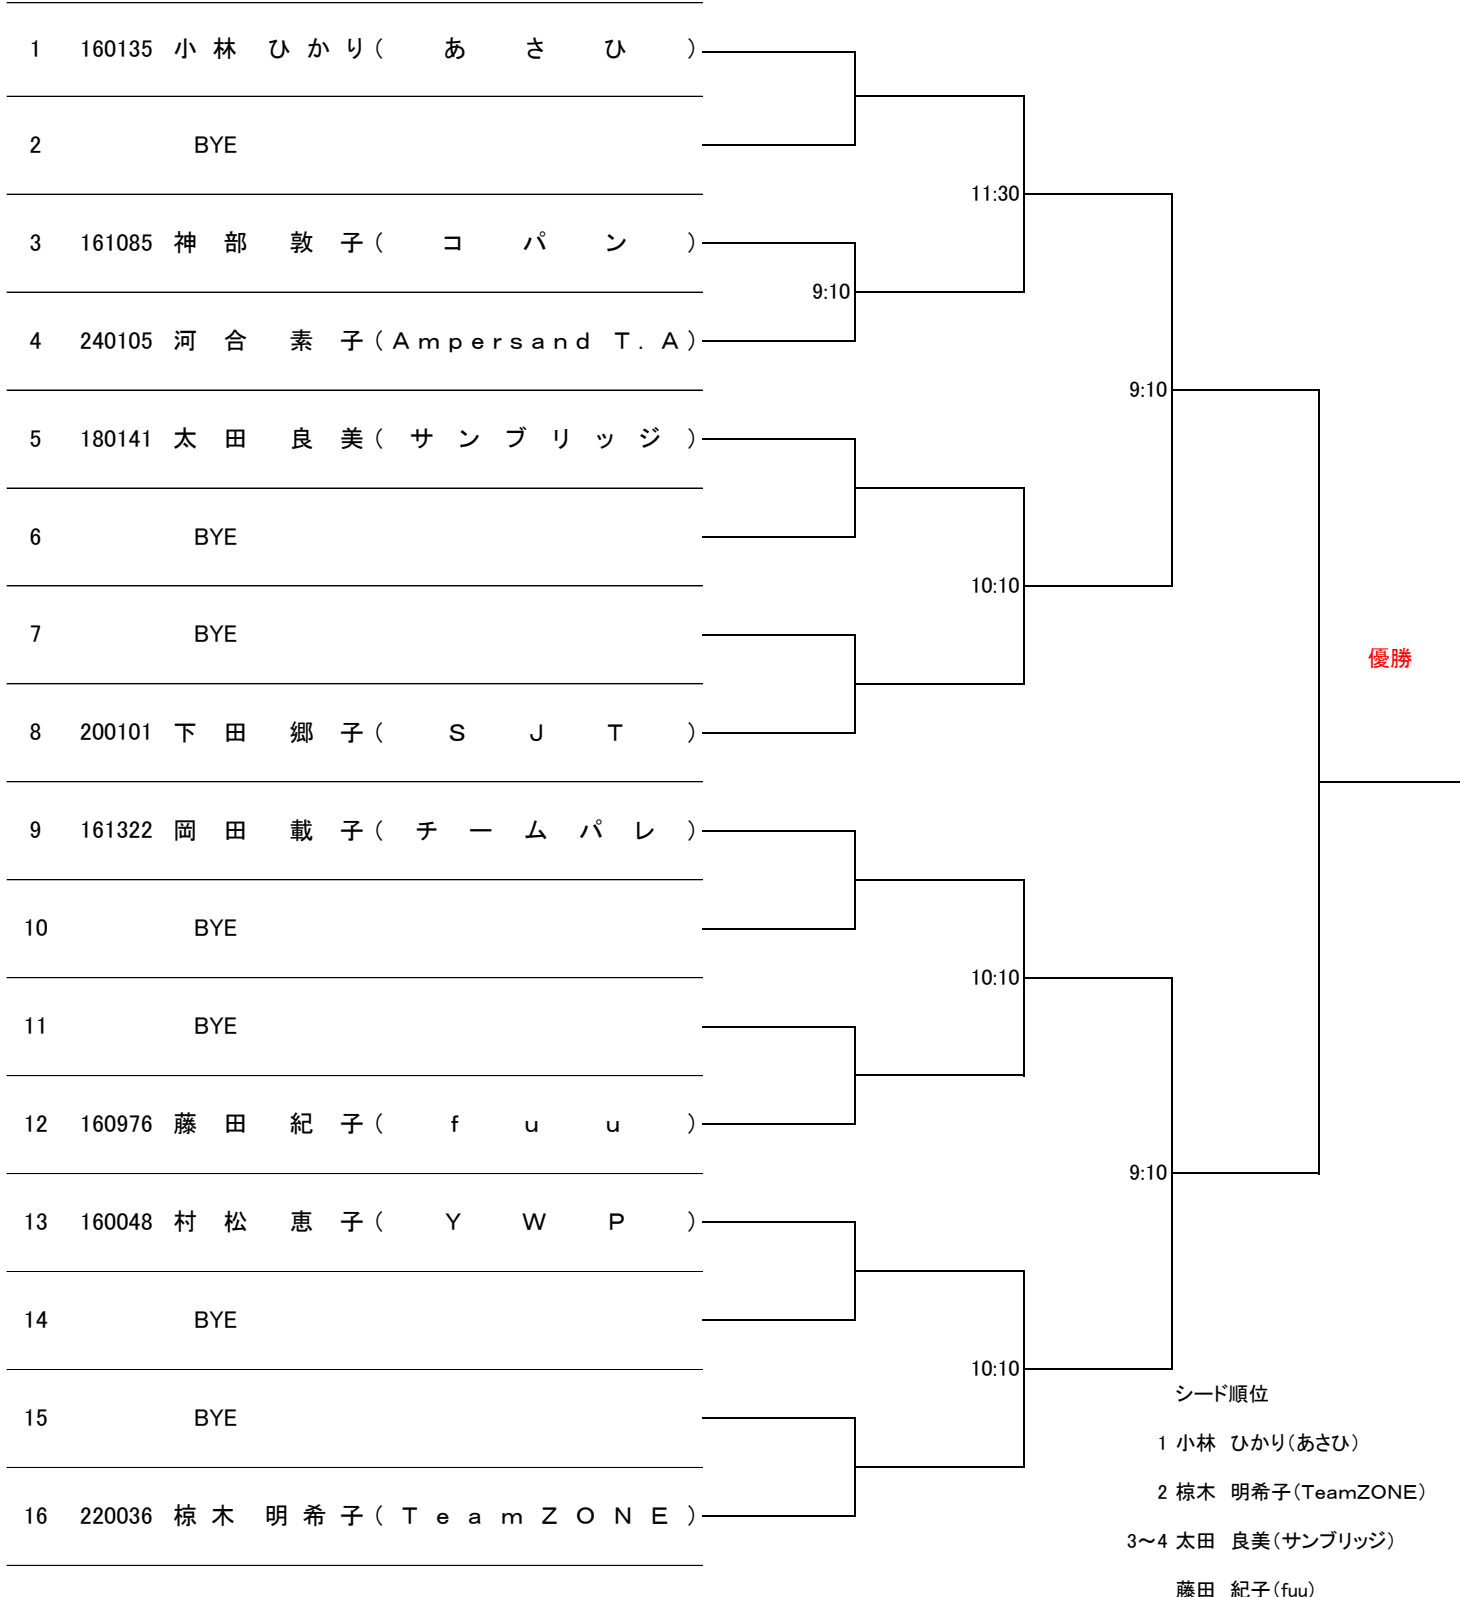 1 160135 小林 ひかり(あさひ)
2 BYE
11:30
3 161085 神部 敦子(コパン)
9:10
4 240105 河合 素子(Ampersand T.A)
9:10
5 180141 太田 良美(サンブリッジ)
6 BYE
10:10
7 BYE
優勝
8 200101 下田 郷子(SJT)
9 161322 岡田 載子(チームパレ)
10 BYE
10:10
11 BYE
12 160976 藤田 紀子(fuu)
9:10
13 160048 村松 恵子(YWP)
14 BYE
10:10
シード順位
15 BYE
1 小林 ひかり(あさひ)
2 椋木 明希子(TeamZONE)
16 220036 椋木 明希子(TeamZONE)
3~4 太田 良美(サンブリッジ)
藤田 紀子(fuu)